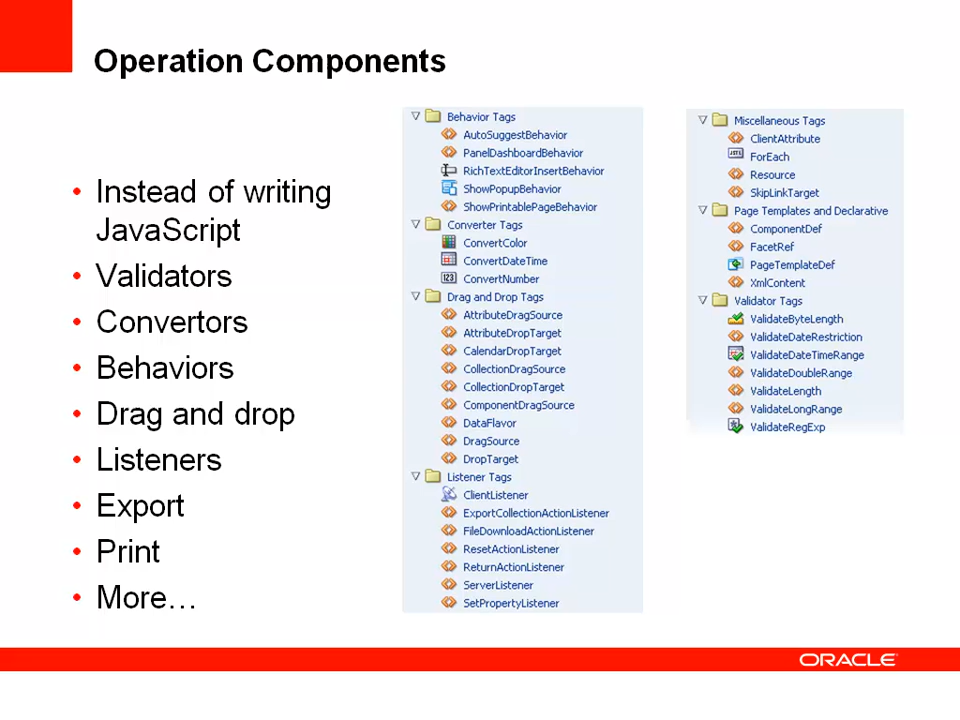 Operation Components
• Instead of writing
JavaScript
• Validators
• Convertors
• Behaviors
• Drag and drop
• Listeners
• Export
• Print
• More…
Behavior Tags
AutoSuggestBehavior
PanelDashboardBehavior
RichTextEditorInsertBehavior
ShowPopupBehavior
ShowPrintablePageBehavior
Converter Tags
ConvertColor
ConvertDateTime
123 ConvertNumber
Drag and Drop Tags
AttributeDragSource
AttributeDropTarget
CalendarDropTarget
CollectionDragSource
CollectionDropTarget
ComponentDragSource
DataFlavor
DragSource
DropTarget
Listener Tags
ClientListener
ExportCollectionActionListener
FileDownloadActionListener
ResetActionListener
ReturnActionListener
ServerListener
SetPropertyListener
Miscellaneous Tags
ClientAttribute
ForEach
Resource
SkipLinkTarget
Page Templates and Declarative
ComponentDef
FacetRef
PageTemplateDef
XmlContent
Validator Tags
ValidateByteLength
ValidateDateRestriction
ValidateDateTimeRange
ValidateDoubleRange
ValidateLength
ValidateLongRange
ValidateRegExp
ORACLE